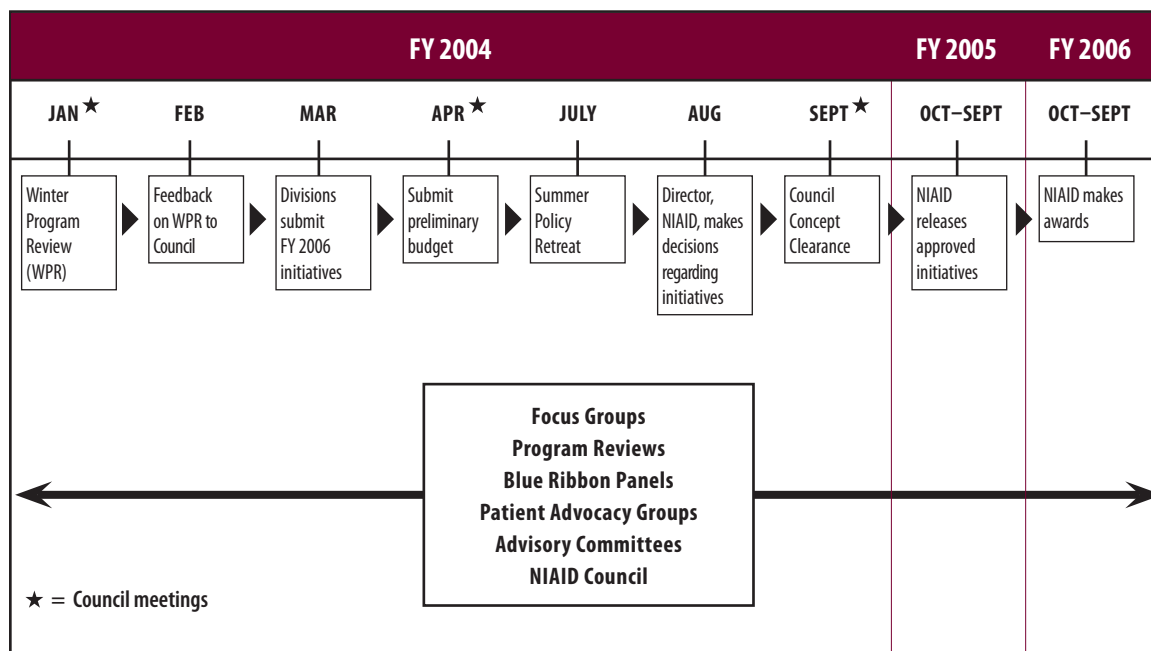 FY 2004
FY 2005
FY 2006
JAN ★
FEB
MAR
APR ★
JULY
AUG
SEPT ★
OCT–SEPT
OCT–SEPT
Winter
Program
Review
(WPR)
Feedback
on WPR to
Council
Divisions
submit
FY 2006
initiatives
Submit
preliminary
budget
Summer
Policy
Retreat
Director,
NIAID, makes
decisions
regarding
initiatives
Council
Concept
Clearance
NIAID
releases
approved
initiatives
NIAID makes
awards
Focus Groups
Program Reviews
Blue Ribbon Panels
Patient Advocacy Groups
Advisory Committees
NIAID Council
★ = Council meetings